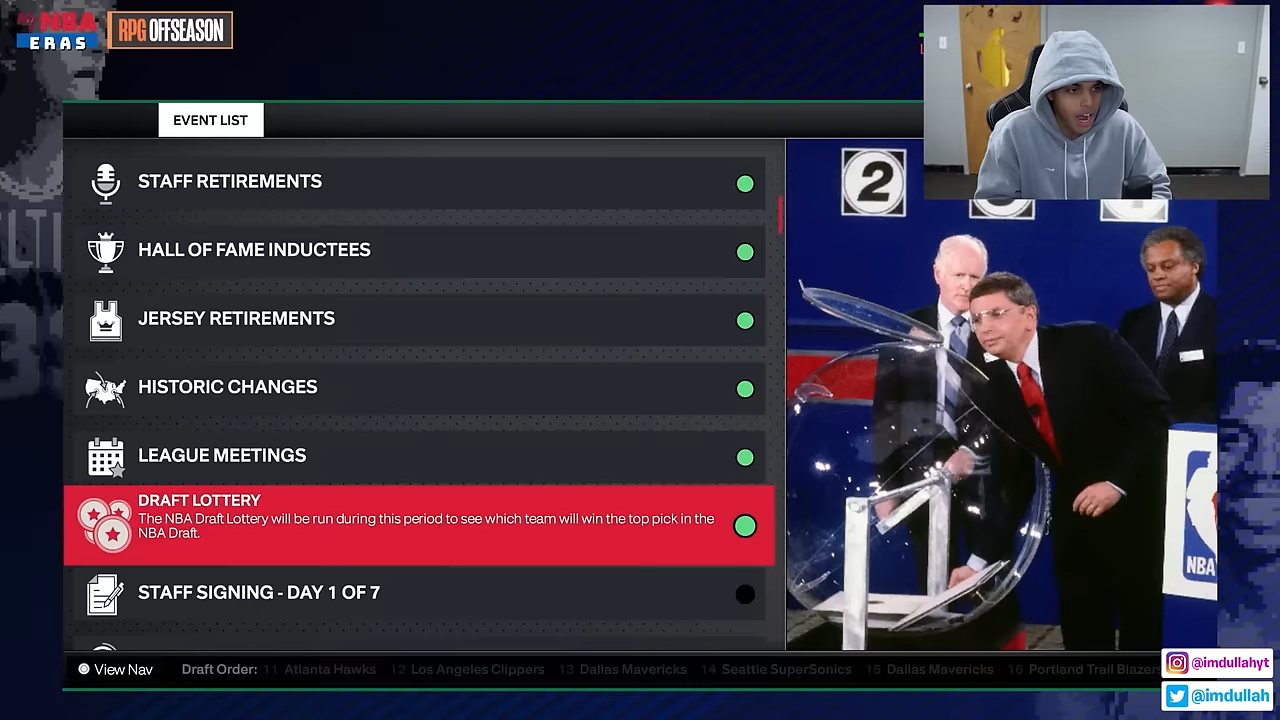 MY NBA
ERAS
RPG OFFSEASON
EVENT LIST
STAFF RETIREMENTS
HALL OF FAME INDUCTEES
JERSEY RETIREMENTS
HISTORIC CHANGES
LEAGUE MEETINGS
DRAFT LOTTERY
The NBA Draft Lottery will be run during this period to see which team will win the top pick in the
NBA Draft.
STAFF SIGNING - DAY 1 OF 7
2
NBA
View Nav
Draft Order: 11 Atlanta Hawks 12 Los Angeles Clippers 13 Dallas Mavericks 14 Seattle SuperSonics 15 Dallas Mavericks 16 Portland Trail Blazers
@imdullahyt
@imdullah